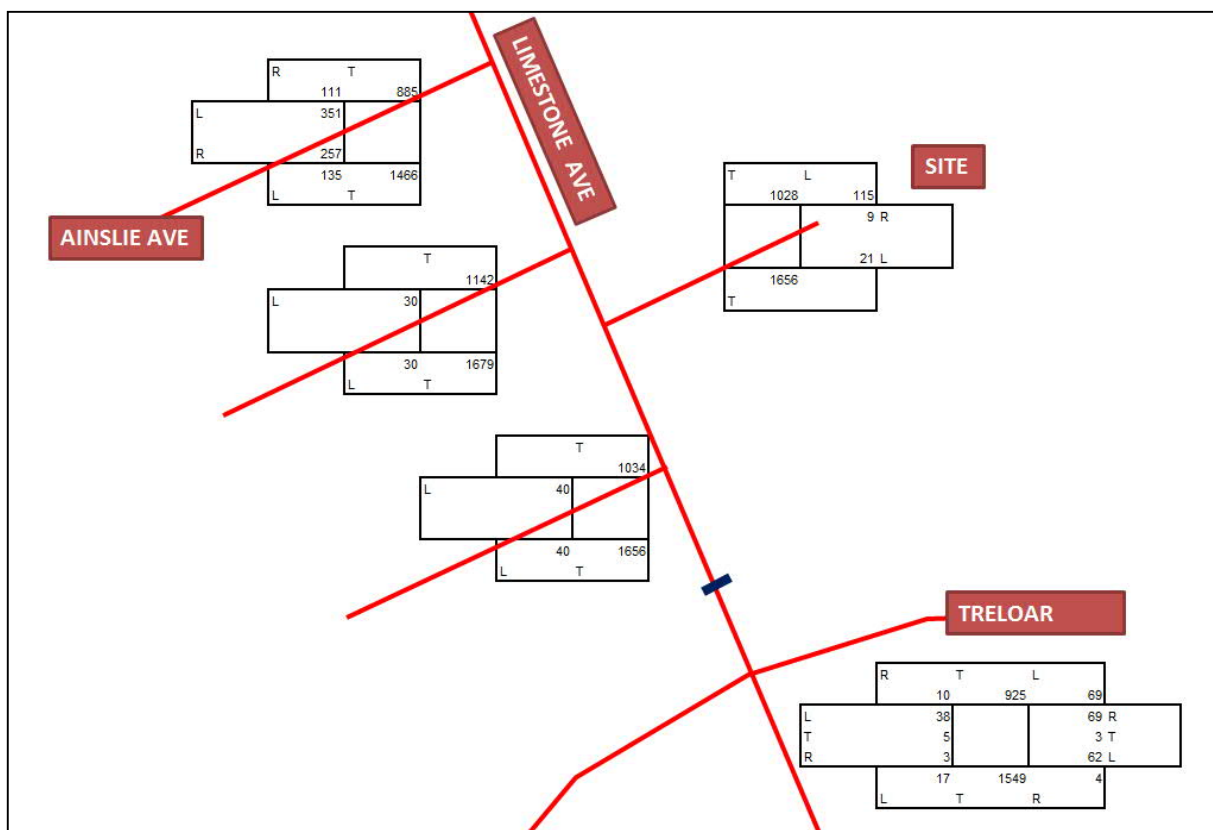 LIMESTONE AVE
R T
111 885
L 351
R 257
135 1466
L T
AINSLIE AVE
SITE
T L
1028 115
9 R
21 L
1656
T
T
1142
L 30
30 1679
L T
T
1034
L 40
40 1656
L T
TRELOAR
R T L
10 925 69
L 38 69 R
T 5 3 T
R 3 62 L
17 1549 4
L T R